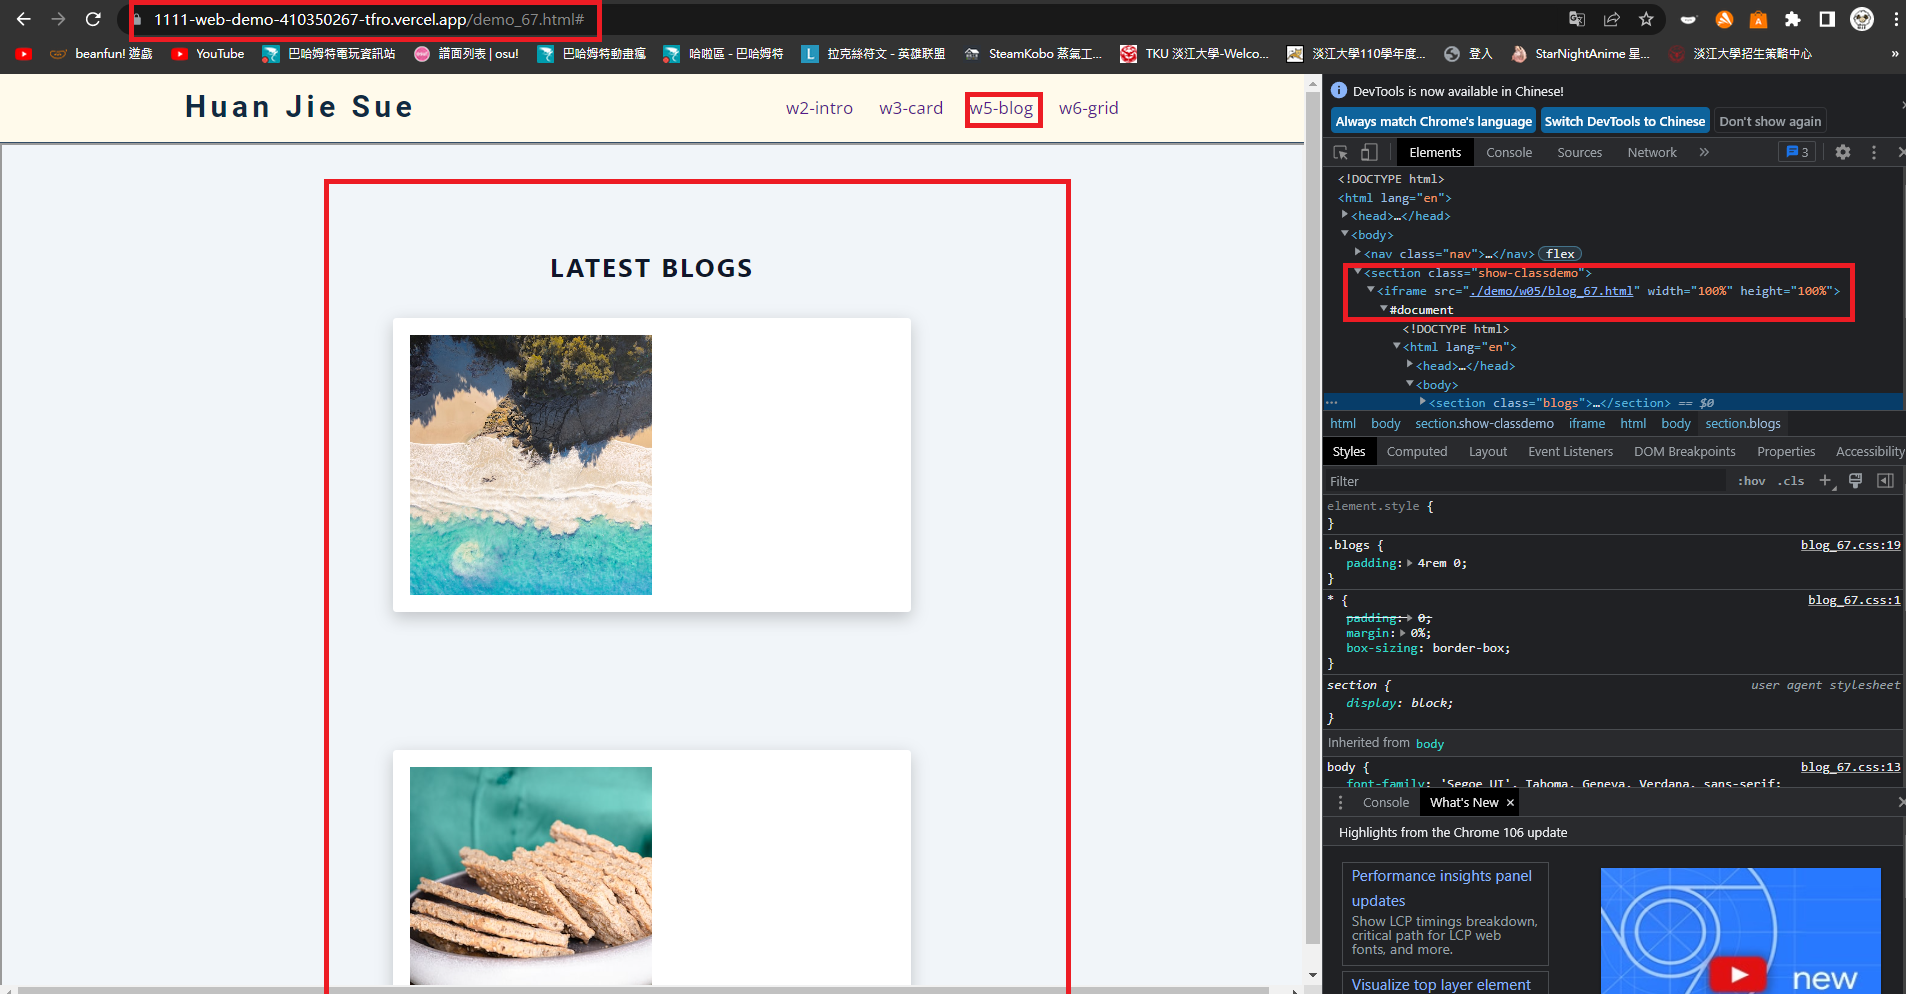 1111-web-demo-410350267-tfro.vercel.app/demo_67.html#
beanfun! 遊戲
YouTube
巴哈姆特電玩資訊站
譜面列表 | osu!
巴哈姆特動畫瘋
哈啦區 - 巴哈姆特
L 拉克絲符文 - 英雄联盟
SteamKobo 蒸氣工...
TKU 淡江大學-Welco...
淡江大學110學年度...
登入
StarNightAnime 星...
淡江大學招生策略中心
»
Huan Jie Sue
w2-intro w3-card w5-blog w6-grid
LATEST BLOGS
DevTools is now available in Chinese!
Always match Chrome's language Switch DevTools to Chinese Don't show again
Elements Console Sources Network » 3
<!DOCTYPE html>
<html lang="en">
<head>…</head>
<body>
<nav class="nav">…</nav> flex
<section class="show-classdemo">
<iframe src="./demo/w05/blog_67.html" width="100%" height="100%">
#document
<!DOCTYPE html>
<html lang="en">
<head>…</head>
<body>
<section class="blogs">…</section> == $0
html body section.show-classdemo iframe html body section.blogs
Styles Computed Layout Event Listeners DOM Breakpoints Properties Accessibility
Filter :hov .cls +
element.style {
}
.blogs { blog_67.css:19
padding: 4rem 0;
}
* { blog_67.css:1
padding: 0;
margin: 0%;
box-sizing: border-box;
}
section { user agent stylesheet
display: block;
}
Inherited from body
body { blog_67.css:13
font-family: 'Segoe UI', Tahoma, Geneva, Verdana, sans-serif;
Console What's New ×
Highlights from the Chrome 106 update
Performance insights panel
updates
Show LCP timings breakdown,
critical path for LCP web
fonts, and more.
Visualize top layer element
new